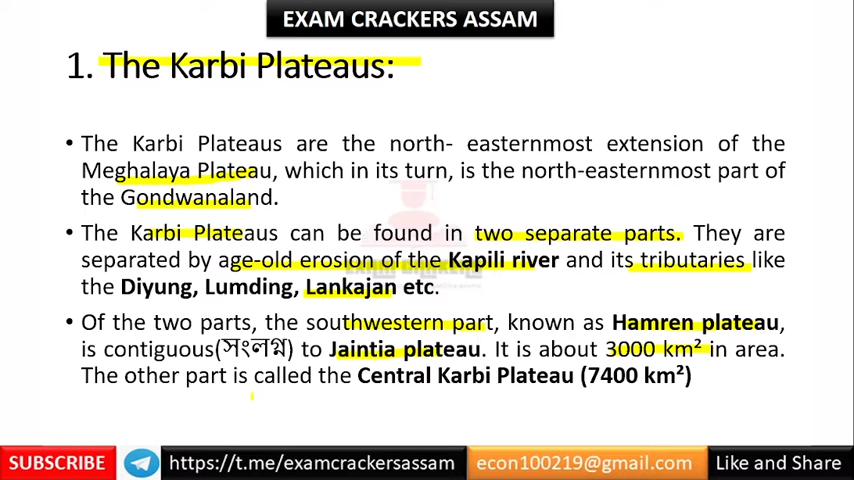 EXAM CRACKERS ASSAM
1. The Karbi Plateaus:
• The Karbi Plateaus are the north- easternmost extension of the
Meghalaya Plateau, which in its turn, is the north-easternmost part of
the Gondwanaland.
• The Karbi Plateaus can be found in two separate parts. They are
separated by age-old erosion of the Kapili river and its tributaries like
the Diyung, Lumding, Lankajan etc.
• Of the two parts, the southwestern part, known as Hamren plateau,
is contiguous(সংলগ্ন) to Jaintia plateau. It is about 3000 km² in area.
The other part is called the Central Karbi Plateau (7400 km²)
SUBSCRIBE https://t.me/examcrackersassam econ100219@gmail.com Like and Share